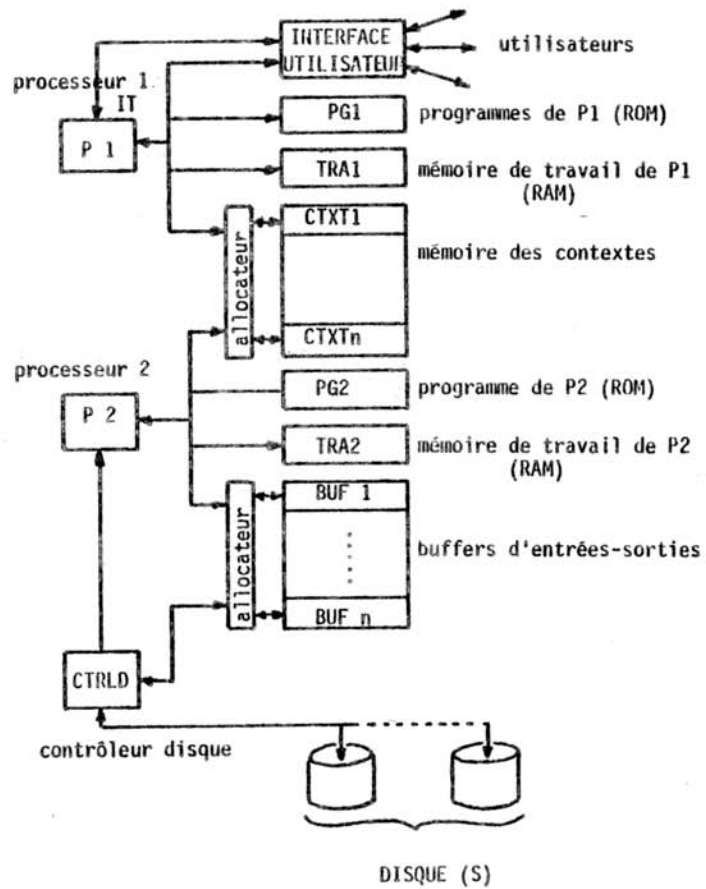 INTERFACE
UTILISATEUR
utilisateurs
processeur 1
IT
P 1
PG1
programmes de P1 (ROM)
TRA1
mémoire de travail de P1
(RAM)
allocateur
CTXT1
mémoire des contextes
CTXTn
processeur 2
P 2
PG2
programme de P2 (ROM)
TRA2
mémoire de travail de P2
(RAM)
allocateur
BUF 1
buffers d'entrées-sorties
BUF n
CTRLD
contrôleur disque
DISQUE (S)